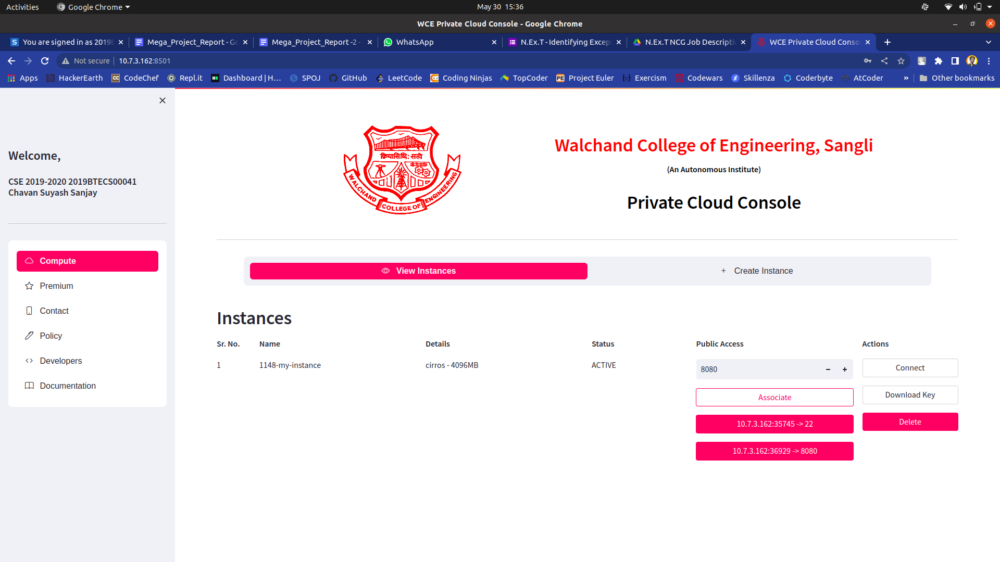 Activities
Google Chrome
May 30 15:36
WCE Private Cloud Console - Google Chrome
You are signed in as 2019B
Mega_Project_Report - Go
Mega_Project_Report -2 -
WhatsApp
N.Ex.T - Identifying Excep
N.Ex.T NCG Job Descripti
WCE Private Cloud Conso
Not secure
10.7.3.162:8501
Apps
HackerEarth
CodeChef
Repl.it
Dashboard | H...
SPOJ
GitHub
LeetCode
Coding Ninjas
TopCoder
Project Euler
Exercism
Codewars
Skillenza
Coderbyte
AtCoder
»
Other bookmarks
Welcome,
CSE 2019-2020 2019BTECS00041
Chavan Suyash Sanjay
Compute
Premium
Contact
Policy
Developers
Documentation
क्रियासिध्दि: सत्वे
WALCHAND COLLEGE OF ENGINEERING
Walchand College of Engineering, Sangli
(An Autonomous Institute)
Private Cloud Console
View Instances
+ Create Instance
Instances
Sr. No. Name Details Status Public Access Actions
1 1148-my-instance cirros - 4096MB ACTIVE
8080 - +
Associate
10.7.3.162:35745 -> 22
10.7.3.162:36929 -> 8080
Connect
Download Key
Delete